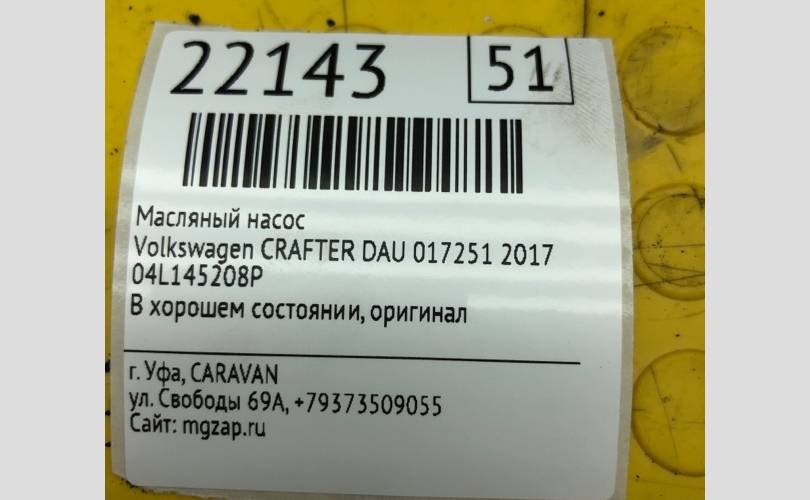 22143 51
Масляный насос
Volkswagen CRAFTER DAU 017251 2017
04L145208P
В хорошем состоянии, оригинал
г. Уфа, CARAVAN
ул. Свободы 69А, +79373509055
Сайт: mgzap.ru